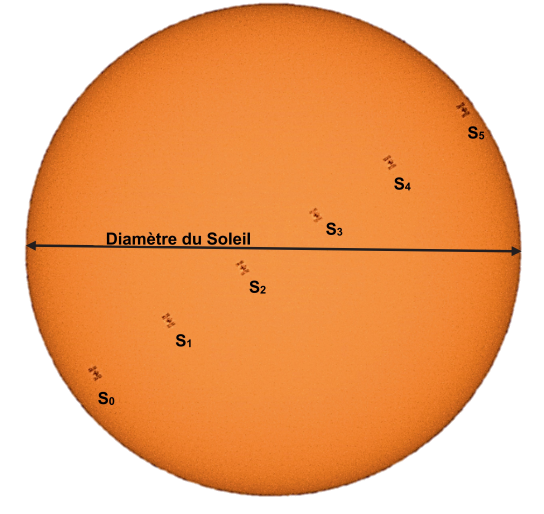 S₅
S₄
S₃
Diamètre du Soleil
S₂
S₁
S₀